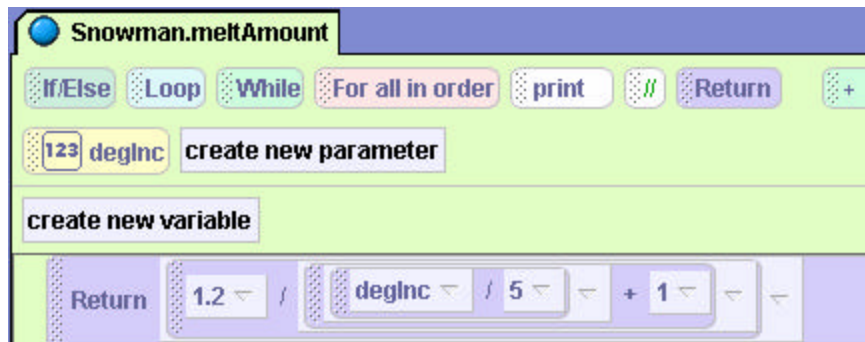 Snowman.meltAmount
If/Else Loop While For all in order print // Return +
123 degInc create new parameter
create new variable
Return 1.2 / degInc / 5 + 1